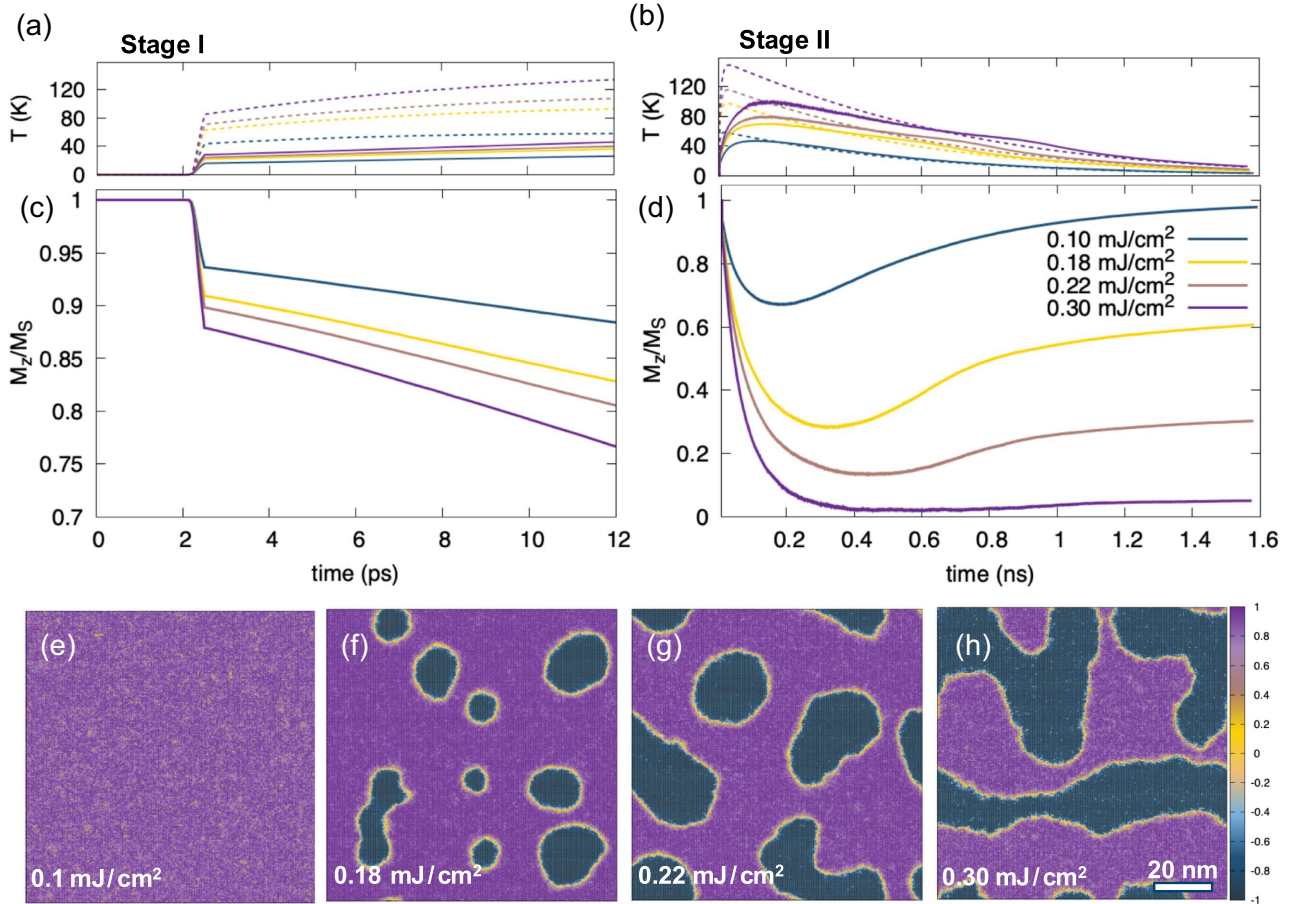 (a)
Stage I
T (K)
120
80
40
0
(b)
Stage II
T (K)
120
80
40
0
(c)
M_z/M_S
1
0.95
0.9
0.85
0.8
0.75
0.7
0 2 4 6 8 10 12
time (ps)
(d)
M_z/M_S
1
0.8
0.6
0.4
0.2
0
0.10 mJ/cm²
0.18 mJ/cm²
0.22 mJ/cm²
0.30 mJ/cm²
0.2 0.4 0.6 0.8 1 1.2 1.4 1.6
time (ns)
(e)
0.1 mJ/cm²
(f)
0.18 mJ/cm²
(g)
0.22 mJ/cm²
(h)
0.30 mJ/cm²
20 nm
1
0.8
0.6
0.4
0.2
0
-0.2
-0.4
-0.6
-0.8
-1